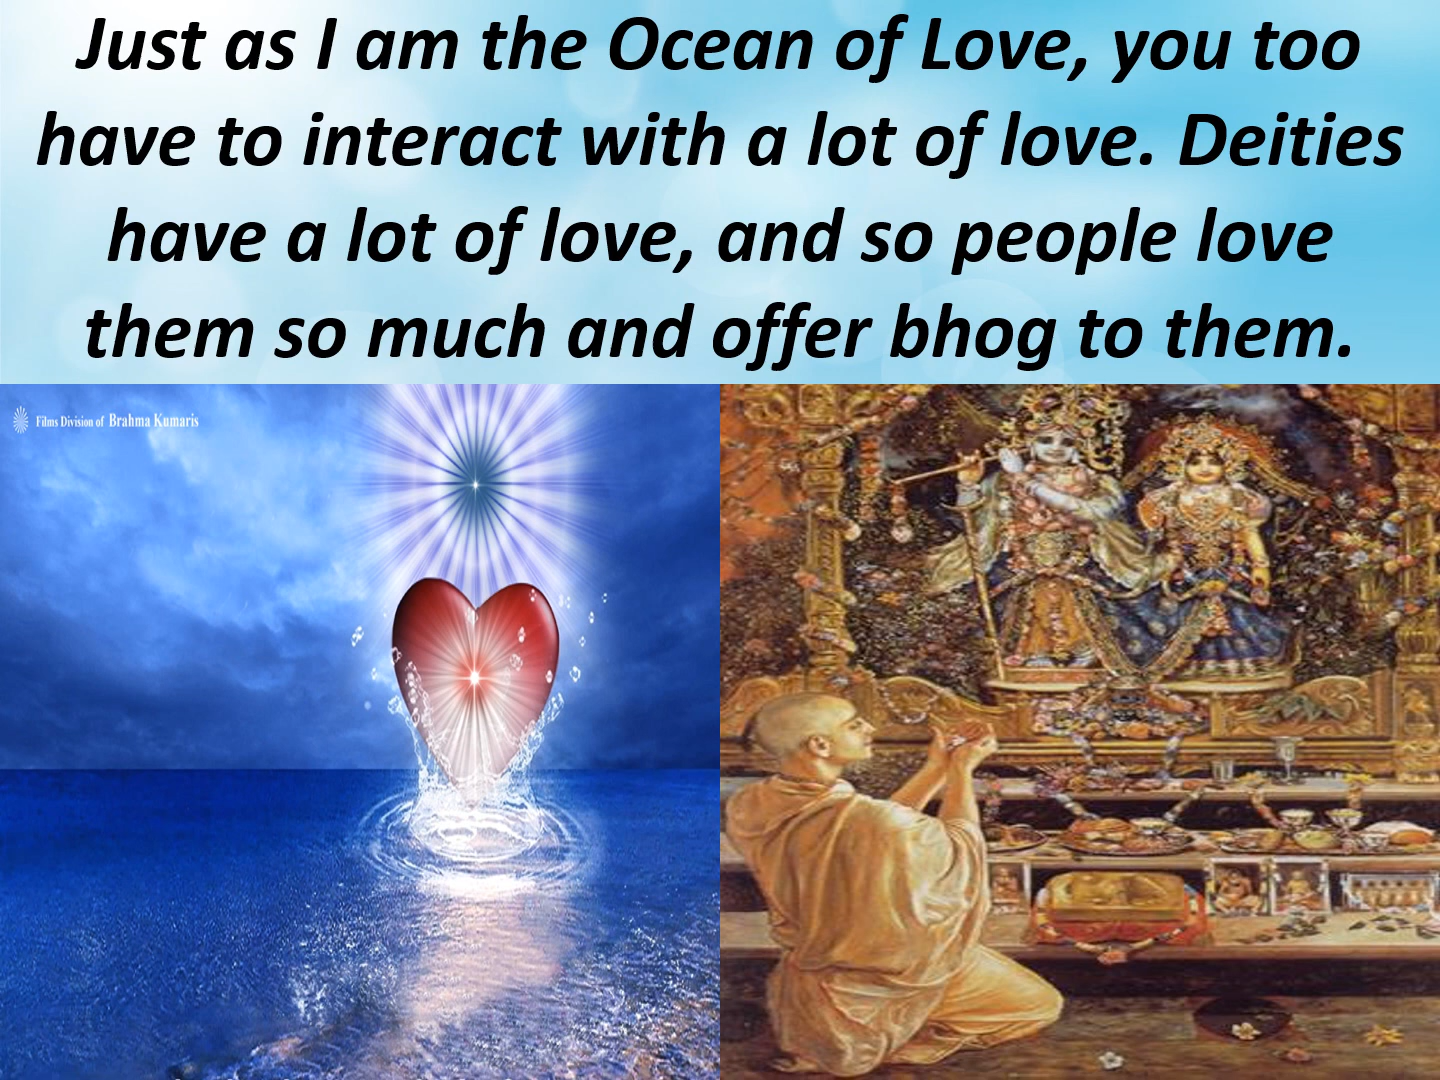 Just as I am the Ocean of Love, you too
have to interact with a lot of love. Deities
have a lot of love, and so people love
them so much and offer bhog to them.
Films Division of Brahma Kumaris